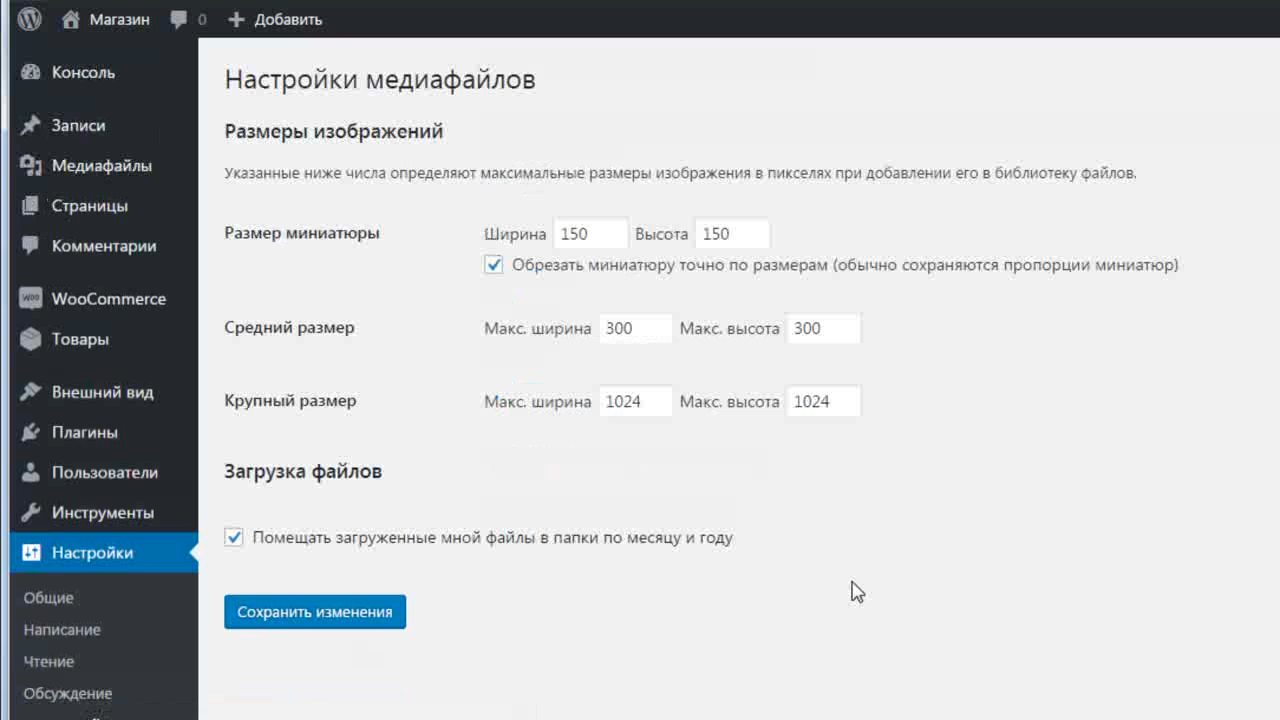 Магазин 0 Добавить
Консоль
Записи
Медиафайлы
Страницы
Комментарии
WOO WooCommerce
Товары
Внешний вид
Плагины
Пользователи
Инструменты
Настройки
Общие
Написание
Чтение
Обсуждение
Настройки медиафайлов
Размеры изображений
Указанные ниже числа определяют максимальные размеры изображения в пикселях при добавлении его в библиотеку файлов.
Размер миниатюры Ширина 150 Высота 150
Обрезать миниатюру точно по размерам (обычно сохраняются пропорции миниатюр)
Средний размер Макс. ширина 300 Макс. высота 300
Крупный размер Макс. ширина 1024 Макс. высота 1024
Загрузка файлов
Помещать загруженные мной файлы в папки по месяцу и году
Сохранить изменения